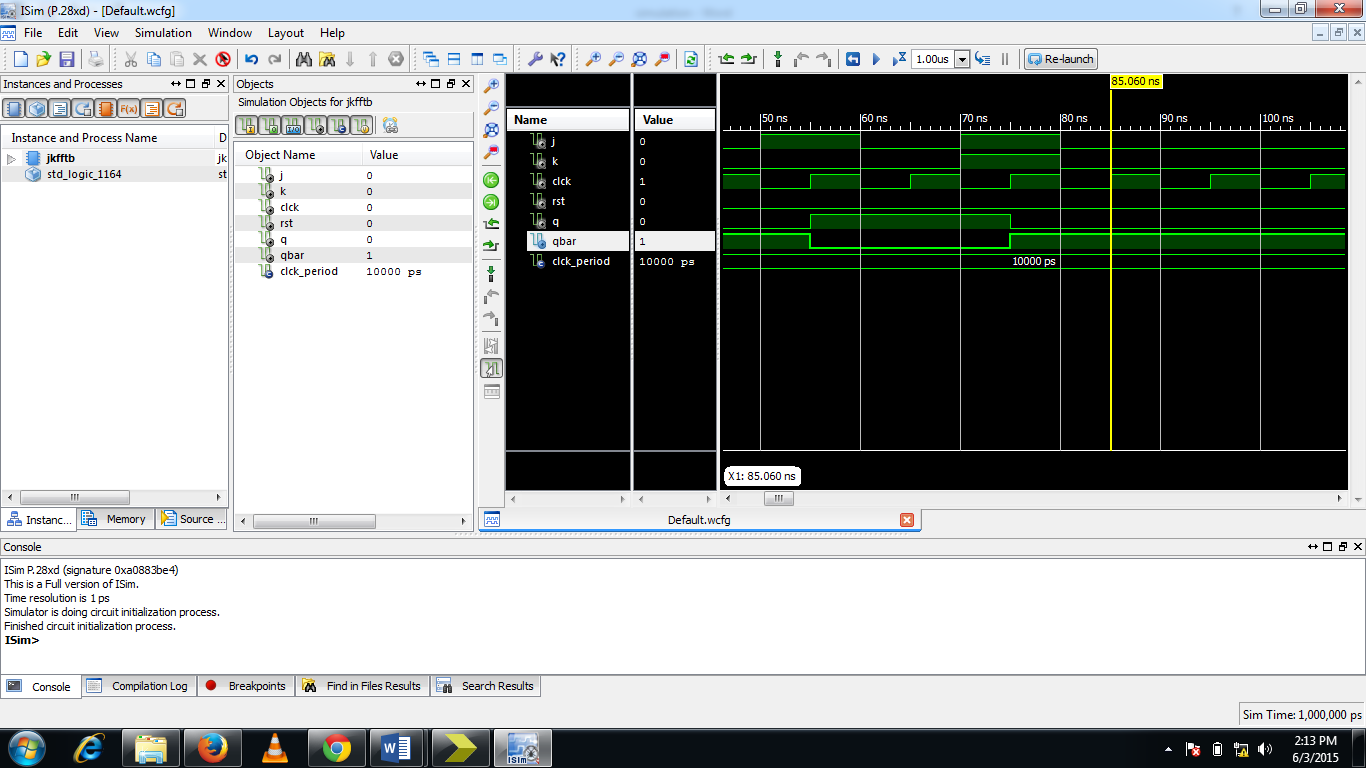 ISim (P.28xd) - [Default.wcfg]
File Edit View Simulation Window Layout Help
1.00us Re-launch
Instances and Processes
Instance and Process Name D
jkfftb jk
std_logic_1164 st
Instanc... Memory Source ...
Objects
Simulation Objects for jkfftb
Object Name Value
j 0
k 0
clck 0
rst 0
q 0
qbar 1
clck_period 10000 ps
Name Value
j 0
k 0
clck 1
rst 0
q 0
qbar 1
clck_period 10000 ps
85.060 ns
50 ns 60 ns 70 ns 80 ns 90 ns 100 ns
10000 ps
X1: 85.060 ns
Default.wcfg
Console
ISim P.28xd (signature 0xa0883be4)
This is a Full version of ISim.
Time resolution is 1 ps
Simulator is doing circuit initialization process.
Finished circuit initialization process.
ISim>
Console Compilation Log Breakpoints Find in Files Results Search Results
Sim Time: 1,000,000 ps
ISim
2:13 PM
6/3/2015